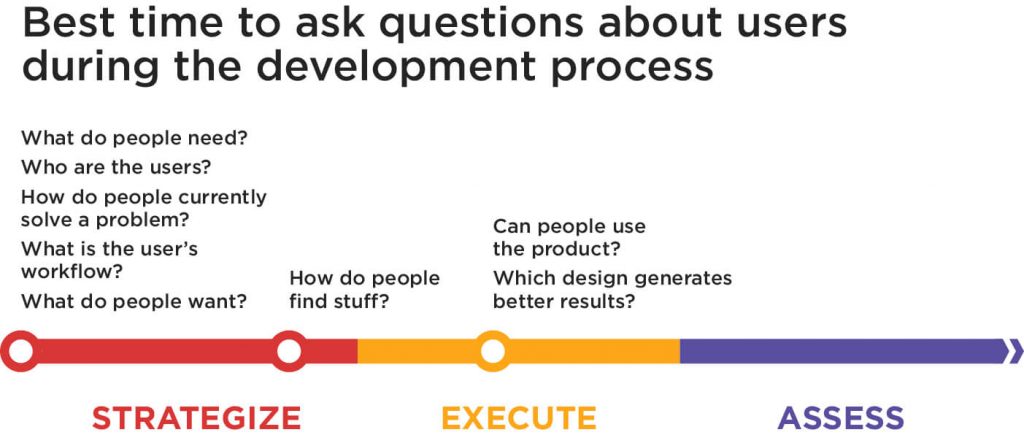 Best time to ask questions about users
during the development process
What do people need?
Who are the users?
How do people currently
solve a problem?
What is the user’s
workflow?
What do people want?
How do people
find stuff?
Can people use
the product?
Which design generates
better results?
STRATEGIZE
EXECUTE
ASSESS